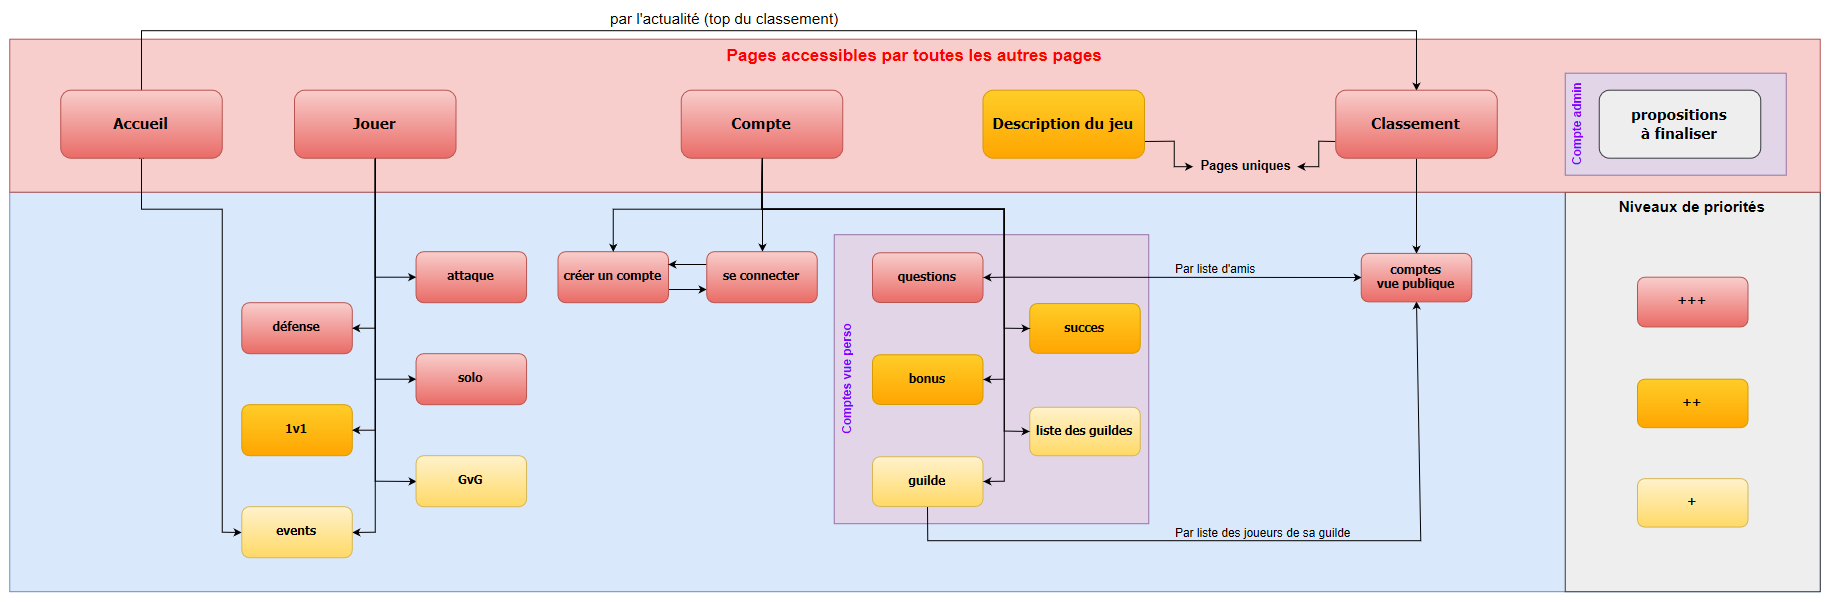 par l'actualité (top du classement)
Pages accessibles par toutes les autres pages
Accueil
Jouer
Compte
Description du jeu
Classement
Compte admin
propositions
à finaliser
Pages uniques
Niveaux de priorités
attaque
créer un compte
se connecter
questions
Par liste d'amis
comptes
vue publique
+++
défense
succes
Comptes vue perso
solo
bonus
++
1v1
liste des guildes
GvG
guilde
+
events
Par liste des joueurs de sa guilde